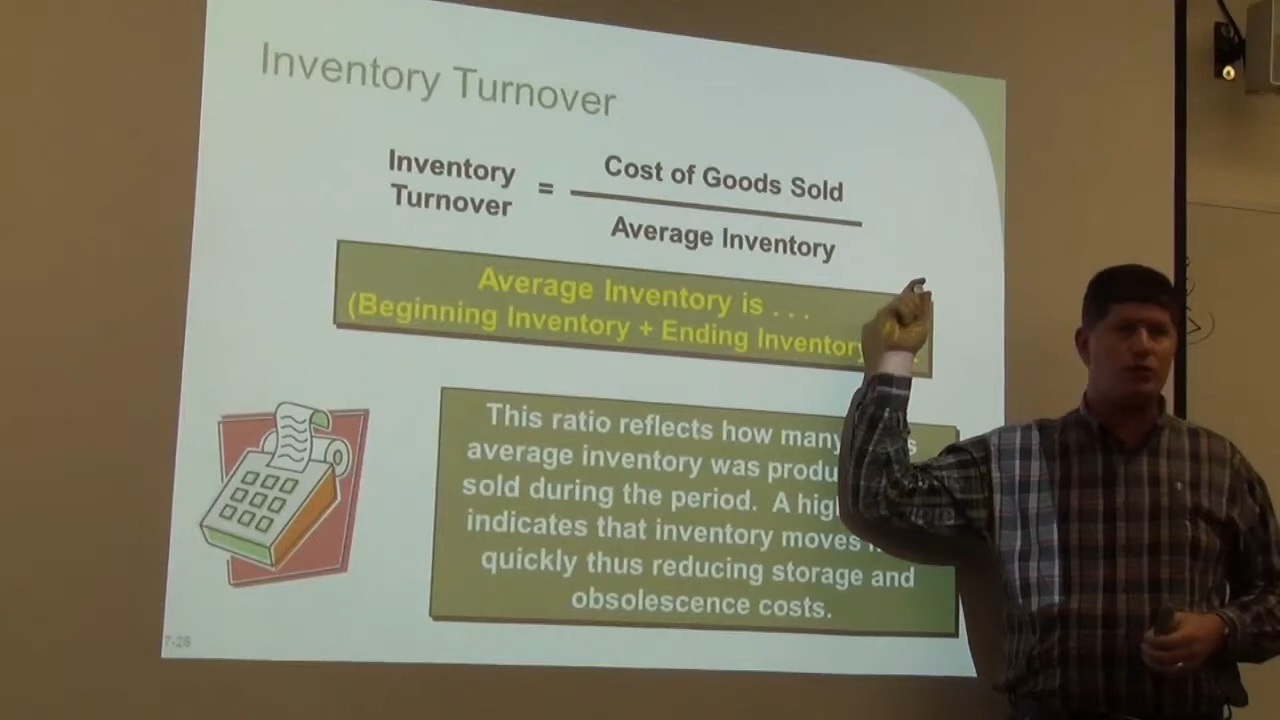 Inventory Turnover
Inventory
Turnover
=
Cost of Goods Sold
Average Inventory
Average Inventory is . . .
(Beginning Inventory + Ending Inventory
This ratio reflects how many
average inventory was
sold during the period. A
indicates that inventory moves
quickly thus reducing storage and
obsolescence costs.
7-28